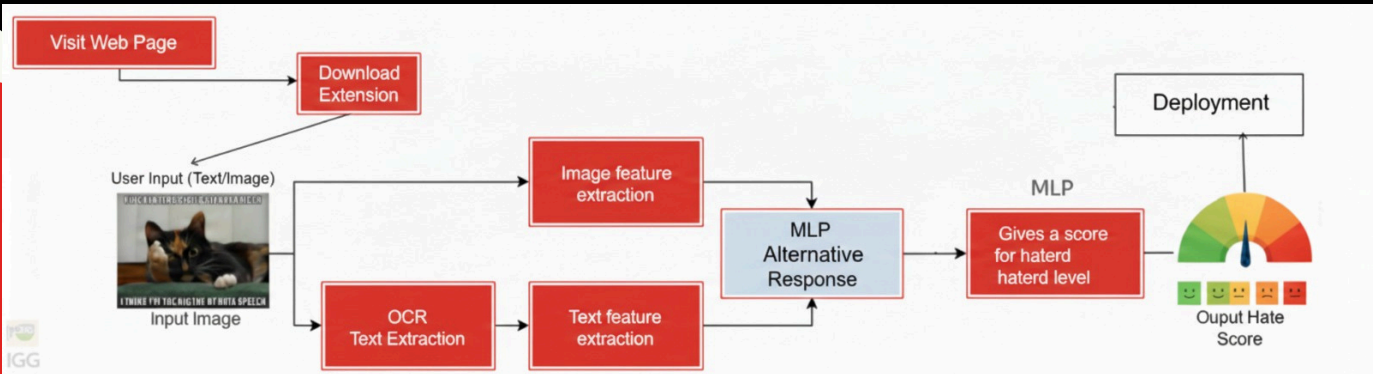 Visit Web Page
Download
Extension
User Input (Text/Image)
Input Image
OCR
Text Extraction
Image feature
extraction
Text feature
extraction
MLP
Alternative
Response
MLP
Gives a score
for haterd
haterd level
Deployment
Ouput Hate
Score
IGG